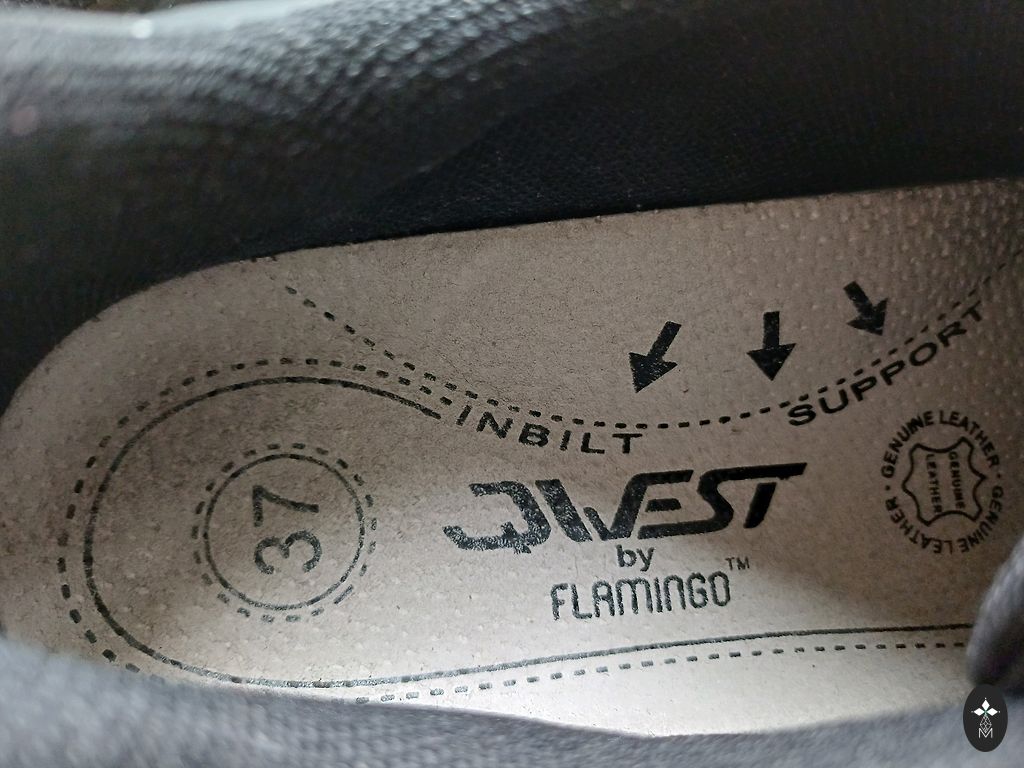 INBILT SUPPORT
37
QWEST
by
FLAMINGO™
GENUINE LEATHER • GENUINE LEATHER •
GENUINE
LEATHER
M